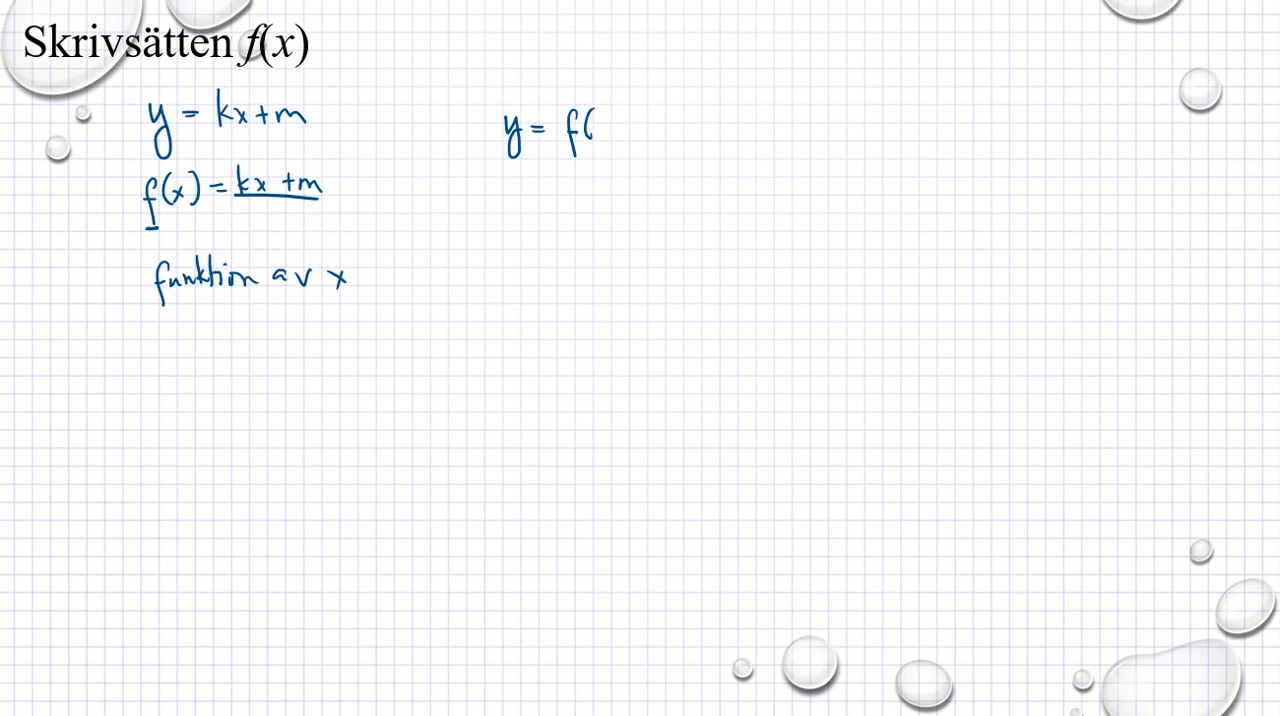 Skrivsätten f(x)
y = kx+m
f(x) = kx +m
funktion av x
y = f(